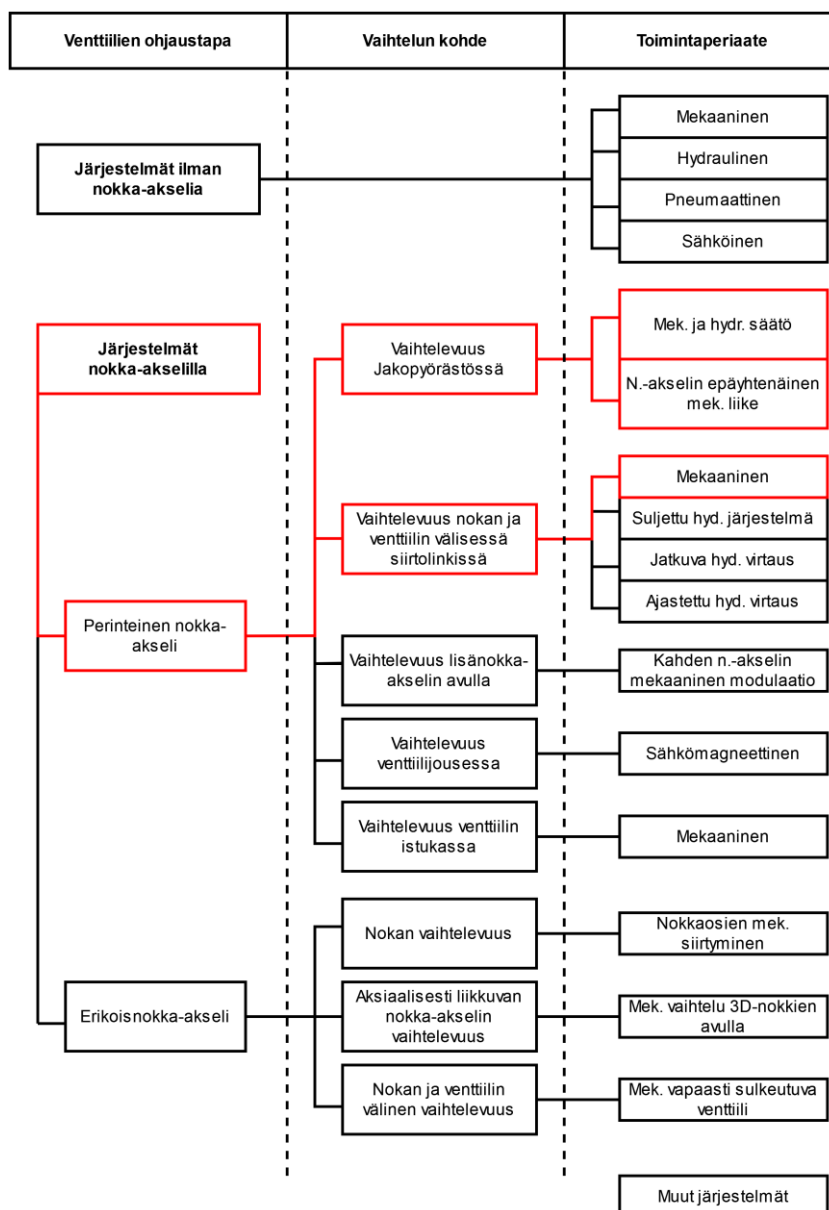 Venttiilien ohjaustapa
Vaihtelun kohde
Toimintaperiaate
Järjestelmät ilman
nokka-akselia
Mekaaninen
Hydraulinen
Pneumaattinen
Sähköinen
Järjestelmät
nokka-akselilla
Vaihtelevuus
Jakopyörästössä
Mek. ja hydr. säätö
N.-akselin epäyhtenäinen
mek. liike
Perinteinen nokka-
akseli
Vaihtelevuus nokan ja
venttiilin välisessä
siirtolinkissä
Mekaaninen
Suljettu hyd. järjestelmä
Jatkuva hyd. virtaus
Ajastettu hyd. virtaus
Vaihtelevuus lisänokka-
akselin avulla
Kahden n.-akselin
mekaaninen modulaatio
Vaihtelevuus
venttiilijousessa
Sähkömagneettinen
Vaihtelevuus venttiilin
istukassa
Mekaaninen
Erikoisnokka-akseli
Nokan vaihtelevuus
Nokkaosien mek.
siirtyminen
Aksiaalisesti liikkuvan
nokka-akselin
vaihtelevuus
Mek. vaihtelu 3D-nokkien
avulla
Nokan ja venttiilin
välinen vaihtelevuus
Mek. vapaasti sulkeutuva
venttiili
Muut järjestelmät